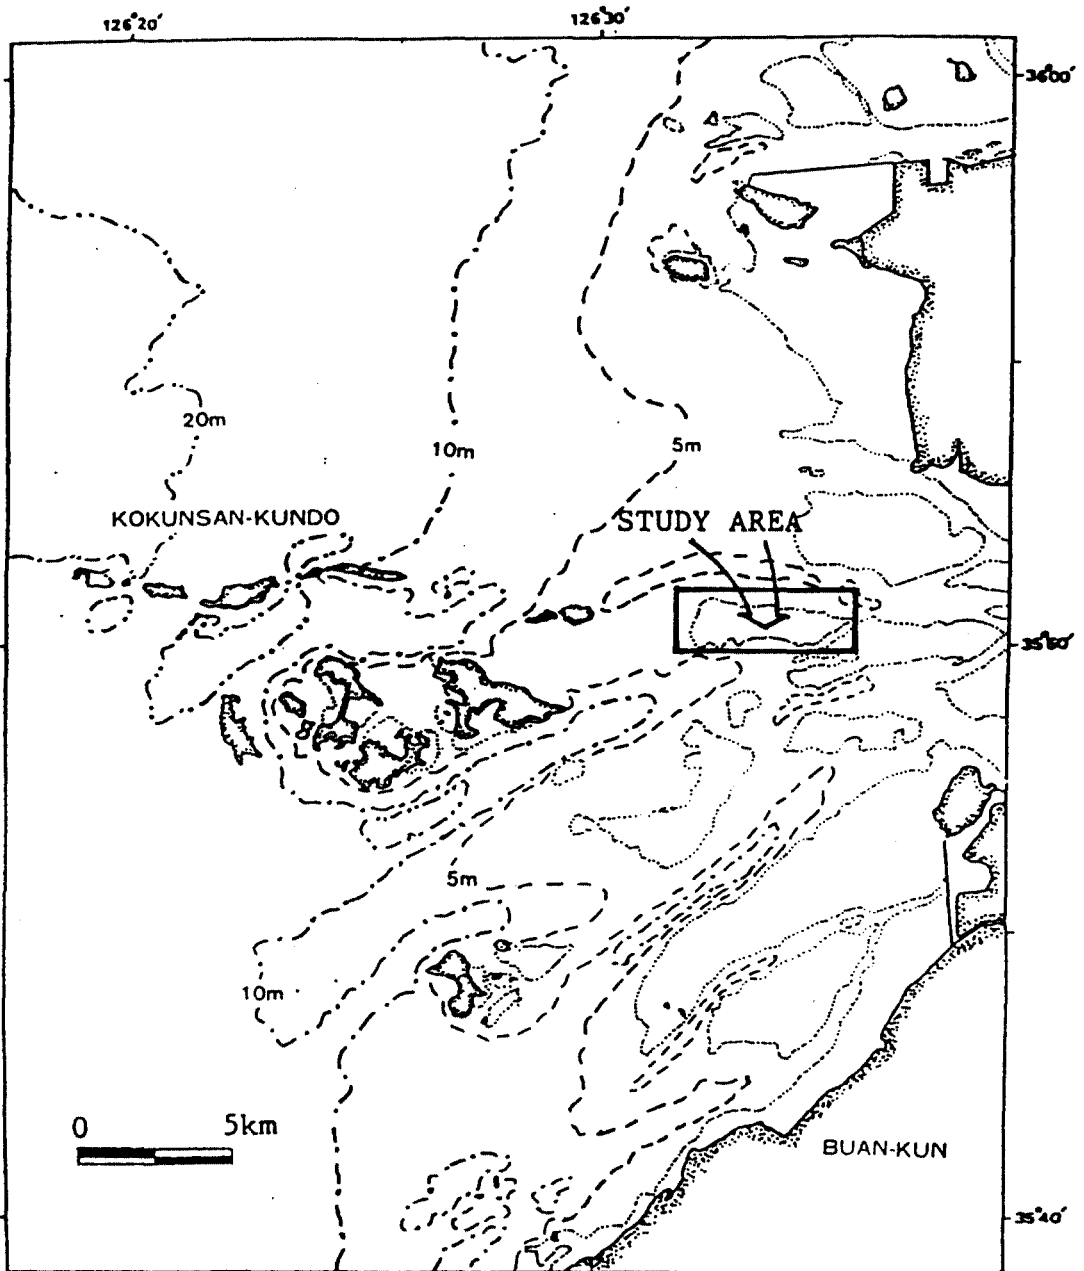 126°20′
126°30′
36°00′
20m
10m
5m
KOKUNSAN-KUNDO
STUDY AREA
35°50′
5m
10m
0 5km
BUAN-KUN
35°40′